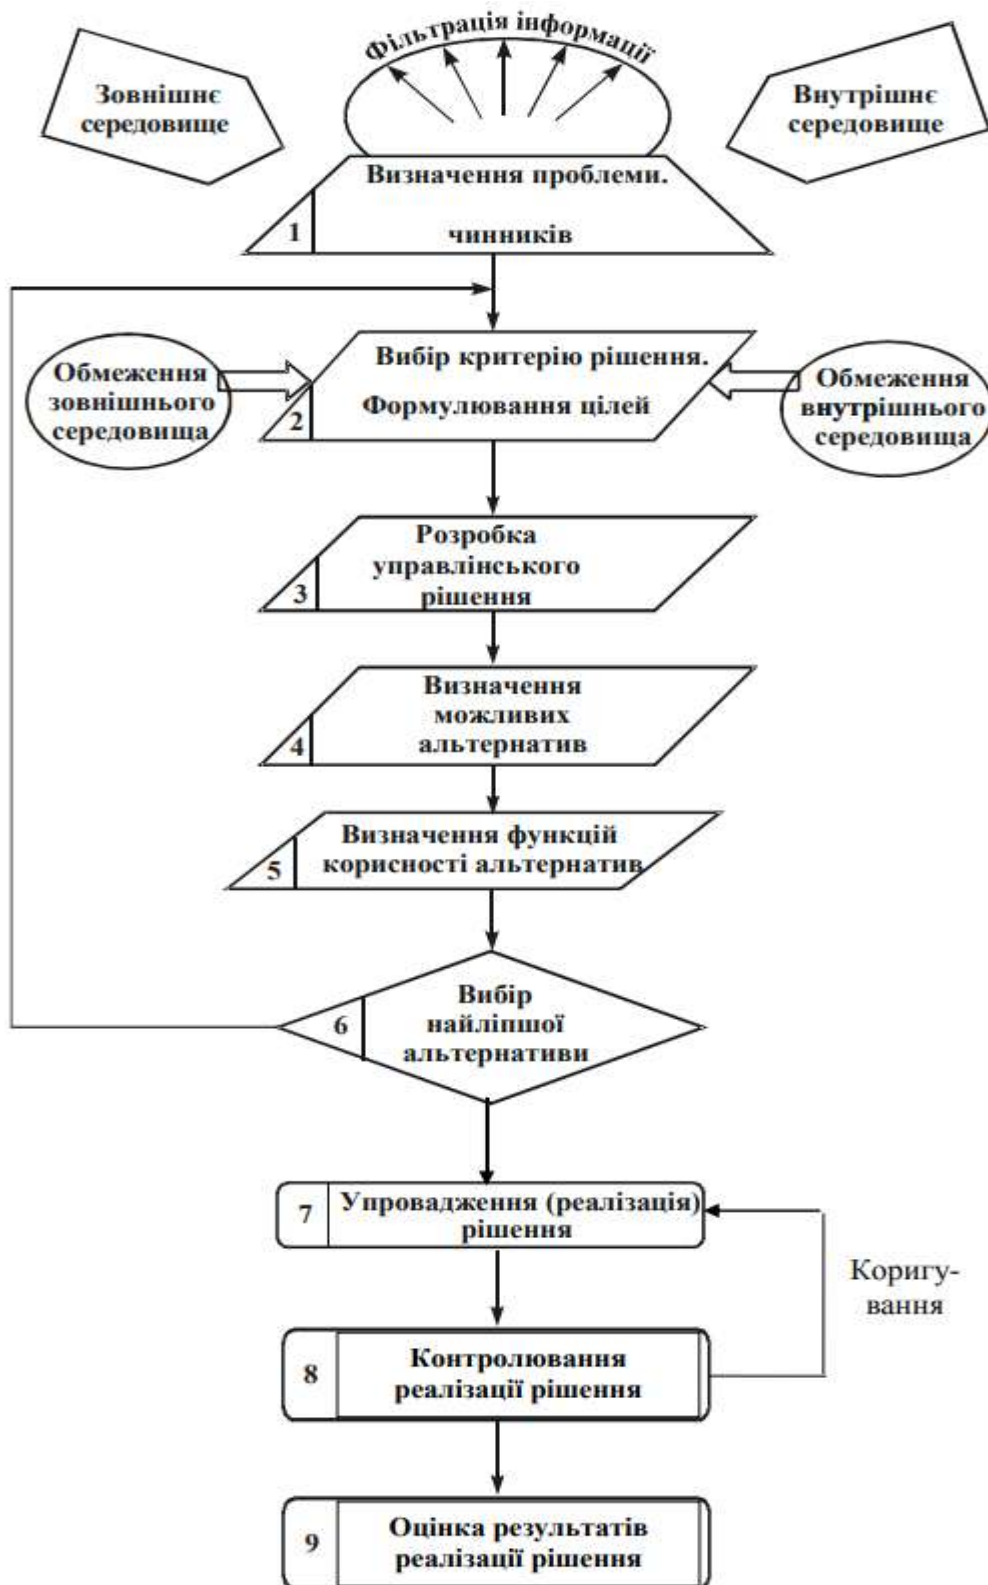 Фільтрація інформації
Зовнішнє
середовище
Внутрішнє
середовище
Визначення проблеми.
1
чинників
Обмеження
зовнішнього
середовища
Вибір критерію рішення.
Формулювання цілей
2
Обмеження
внутрішнього
середовища
Розробка
управлінського
рішення
3
Визначення
можливих
альтернатив
4
Визначення функцій
корисності альтернатив
5
Вибір
найліпшої
альтернативи
6
7
Упровадження (реалізація)
рішення
Коригу-
вання
8
Контролювання
реалізації рішення
9
Оцінка результатів
реалізації рішення